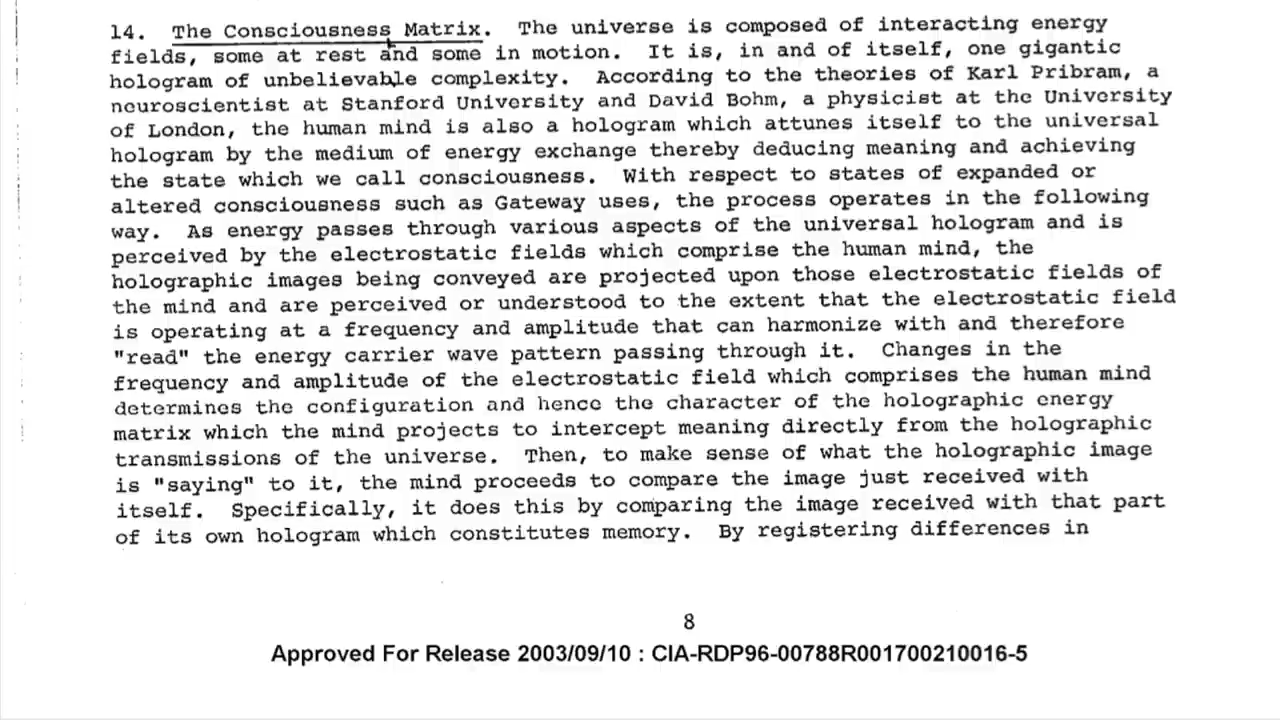 14. The Consciousness Matrix. The universe is composed of interacting energy
fields, some at rest and some in motion. It is, in and of itself, one gigantic
hologram of unbelievable complexity. According to the theories of Karl Pribram, a
neuroscientist at Stanford University and David Bohm, a physicist at the University
of London, the human mind is also a hologram which attunes itself to the universal
hologram by the medium of energy exchange thereby deducing meaning and achieving
the state which we call consciousness. With respect to states of expanded or
altered consciousness such as Gateway uses, the process operates in the following
way. As energy passes through various aspects of the universal hologram and is
perceived by the electrostatic fields which comprise the human mind, the
holographic images being conveyed are projected upon those electrostatic fields of
the mind and are perceived or understood to the extent that the electrostatic field
is operating at a frequency and amplitude that can harmonize with and therefore
"read" the energy carrier wave pattern passing through it. Changes in the
frequency and amplitude of the electrostatic field which comprises the human mind
determines the configuration and hence the character of the holographic energy
matrix which the mind projects to intercept meaning directly from the holographic
transmissions of the universe. Then, to make sense of what the holographic image
is "saying" to it, the mind proceeds to compare the image just received with
itself. Specifically, it does this by comparing the image received with that part
of its own hologram which constitutes memory. By registering differences in
8
Approved For Release 2003/09/10 : CIA-RDP96-00788R001700210016-5